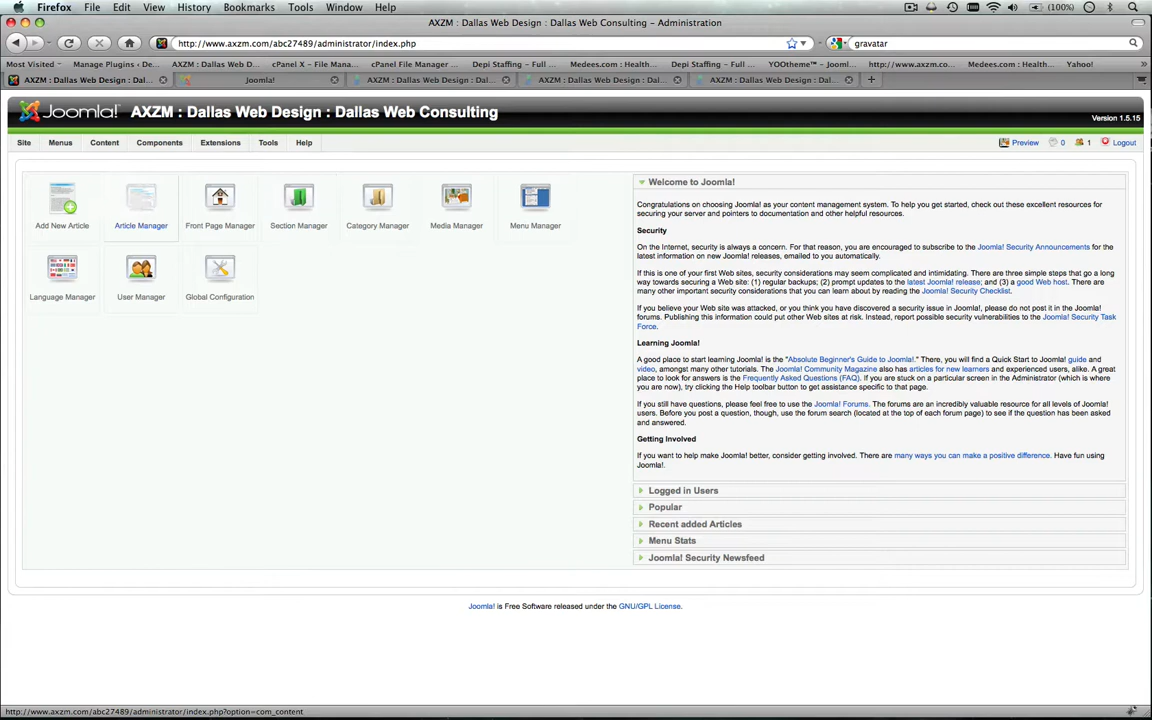 Firefox File Edit View History Bookmarks Tools Window Help (100%)
AXZM : Dallas Web Design : Dallas Web Consulting – Administration
http://www.axzm.com/abc27489/administrator/index.php gravatar
Most Visited Manage Plugins ‹ De... AXZM : Dallas Web D... cPanel X – File Mana... cPanel File Manager ... Depi Staffing – Full ... Medees.com : Health... Depi Staffing – Full ... YOOtheme™ – Jooml... http://www.axzm.co... Medees.com : Health... Yahoo!
AXZM : Dallas Web Design : Dal... Joomla! AXZM : Dallas Web Design : Dal... AXZM : Dallas Web Design : Dal... AXZM : Dallas Web Design : Dal...
Joomla! AXZM : Dallas Web Design : Dallas Web Consulting
Version 1.5.15
Site Menus Content Components Extensions Tools Help Preview 0 1 Logout
Add New Article Article Manager Front Page Manager Section Manager Category Manager Media Manager Menu Manager
Language Manager User Manager Global Configuration
Welcome to Joomla!
Congratulations on choosing Joomla! as your content management system. To help you get started, check out these excellent resources for
securing your server and pointers to documentation and other helpful resources.
Security
On the Internet, security is always a concern. For that reason, you are encouraged to subscribe to the Joomla! Security Announcements for the
latest information on new Joomla! releases, emailed to you automatically.
If this is one of your first Web sites, security considerations may seem complicated and intimidating. There are three simple steps that go a long
way towards securing a Web site: (1) regular backups; (2) prompt updates to the latest Joomla! release; and (3) a good Web host. There are
many other important security considerations that you can learn about by reading the Joomla! Security Checklist.
If you believe your Web site was attacked, or you think you have discovered a security issue in Joomla!, please do not post it in the Joomla!
forums. Publishing this information could put other Web sites at risk. Instead, report possible security vulnerabilities to the Joomla! Security Task
Force.
Learning Joomla!
A good place to start learning Joomla! is the "Absolute Beginner's Guide to Joomla!." There, you will find a Quick Start to Joomla! guide and
video, amongst many other tutorials. The Joomla! Community Magazine also has articles for new learners and experienced users, alike. A great
place to look for answers is the Frequently Asked Questions (FAQ). If you are stuck on a particular screen in the Administrator (which is where
you are now), try clicking the Help toolbar button to get assistance specific to that page.
If you still have questions, please feel free to use the Joomla! Forums. The forums are an incredibly valuable resource for all levels of Joomla!
users. Before you post a question, though, use the forum search (located at the top of each forum page) to see if the question has been asked
and answered.
Getting Involved
If you want to help make Joomla! better, consider getting involved. There are many ways you can make a positive difference. Have fun using
Joomla!.
Logged in Users
Popular
Recent added Articles
Menu Stats
Joomla! Security Newsfeed
Joomla! is Free Software released under the GNU/GPL License.
http://www.axzm.com/abc27489/administrator/index.php?option=com_content